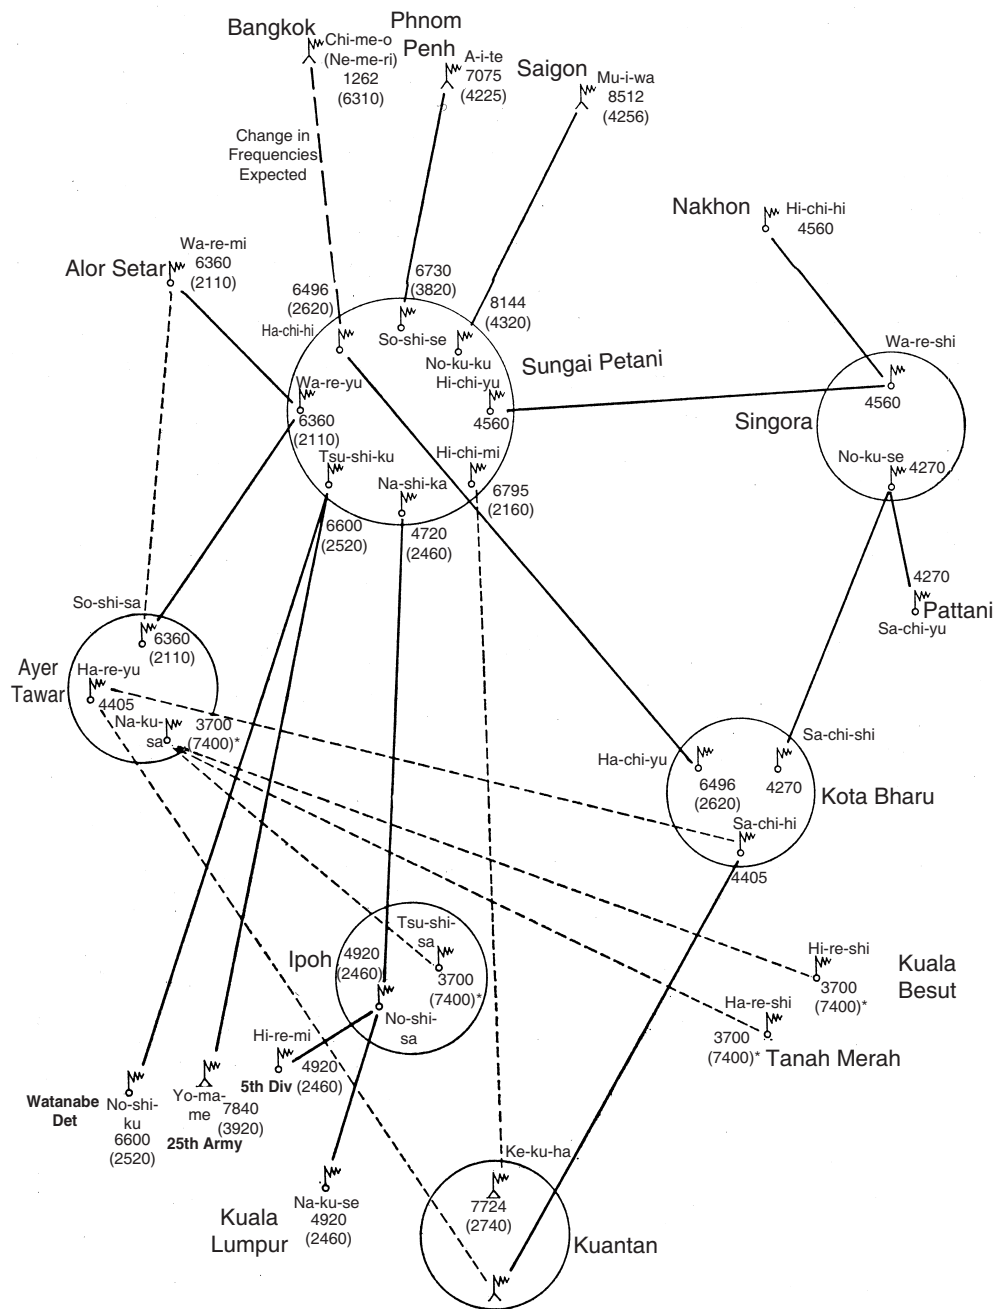 Bangkok
Chi-me-o
(Ne-me-ri)
1262
(6310)
Phnom
Penh
A-i-te
7075
(4225)
Saigon
Mu-i-wa
8512
(4256)
Change in
Frequencies
Expected
Nakhon
Hi-chi-hi
4560
Alor Setar
Wa-re-mi
6360
(2110)
6496
(2620)
Ha-chi-hi
6730
(3820)
So-shi-se
8144
(4320)
No-ku-ku
Hi-chi-yu
4560
Sungai Petani
Wa-re-yu
6360
(2110)
Tsu-shi-ku
6600
(2520)
Na-shi-ka
4720
(2460)
Hi-chi-mi
6795
(2160)
Wa-re-shi
4560
Singora
No-ku-se
4270
4270
Pattani
Sa-chi-yu
So-shi-sa
6360
(2110)
Ayer
Tawar
Ha-re-yu
4405
Na-ku-
sa
3700
(7400)*
Ha-chi-yu
6496
(2620)
Sa-chi-shi
4270
Kota Bharu
Sa-chi-hi
4405
Ipoh
Tsu-shi-
sa
3700
(7400)*
4920
(2460)
No-shi-
sa
Hi-re-shi
3700
(7400)*
Kuala
Besut
Ha-re-shi
3700
(7400)*
Tanah Merah
Hi-re-mi
4920
5th Div (2460)
Watanabe
Det
No-shi-
ku
6600
(2520)
Yo-ma-
me
7840
(3920)
25th Army
Kuala
Lumpur
Na-ku-se
4920
(2460)
Ke-ku-ha
7724
(2740)
Kuantan